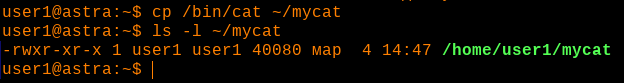 user1@astra:~$ cp /bin/cat ~/mycat
user1@astra:~$ ls -l ~/mycat
-rwxr-xr-x 1 user1 user1 40080 мар  4 14:47 /home/user1/mycat
user1@astra:~$